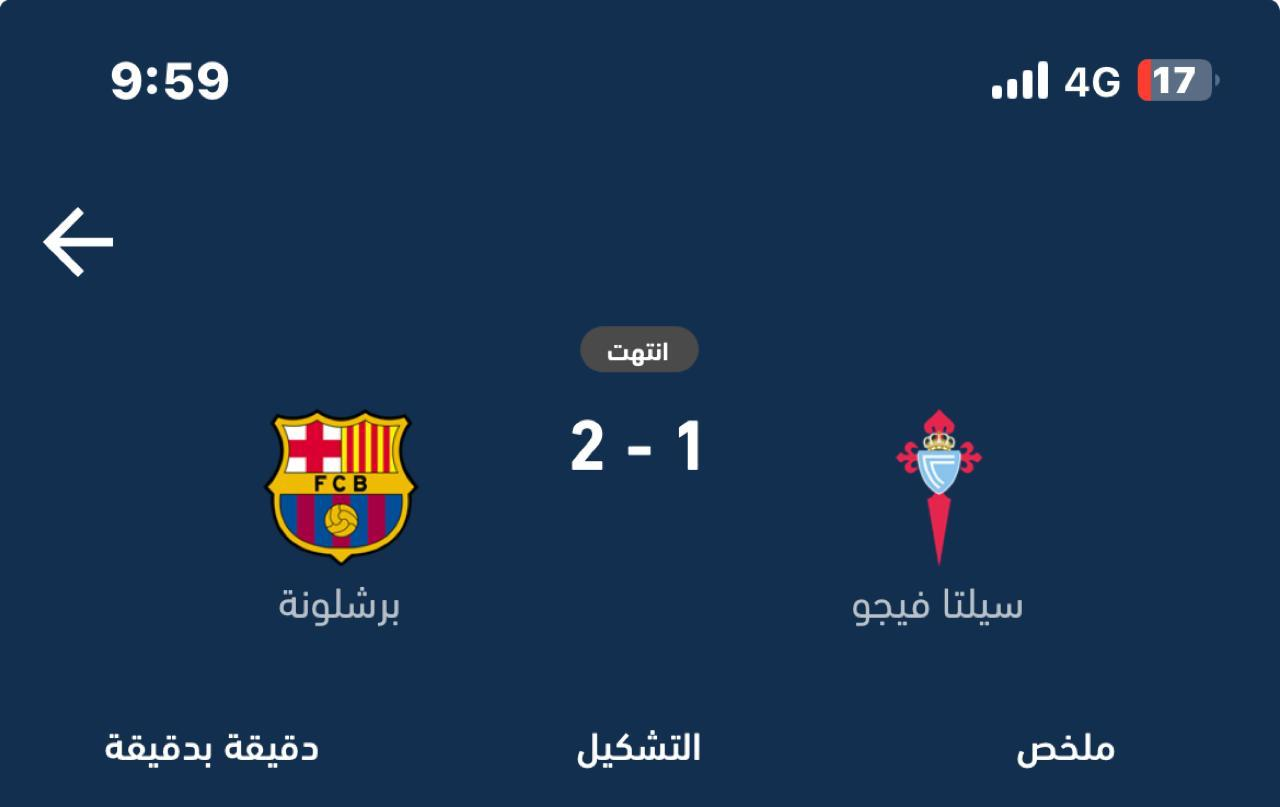 9:59 4G 17
انتهت
2 - 1
FCB
سيلتا فيجو برشلونة
ملخص التشكيل دقيقة بدقيقة